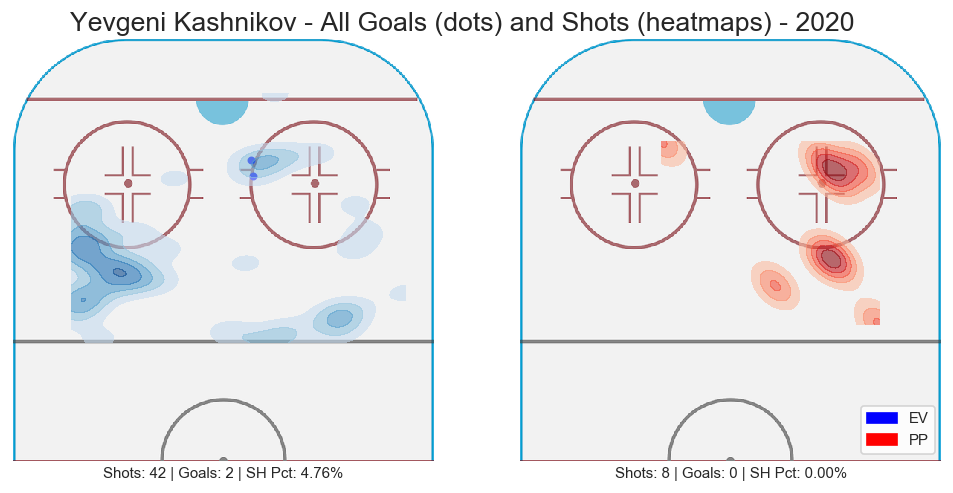 Yevgeni Kashnikov - All Goals (dots) and Shots (heatmaps) - 2020
EV
PP
Shots: 42 | Goals: 2 | SH Pct: 4.76%
Shots: 8 | Goals: 0 | SH Pct: 0.00%